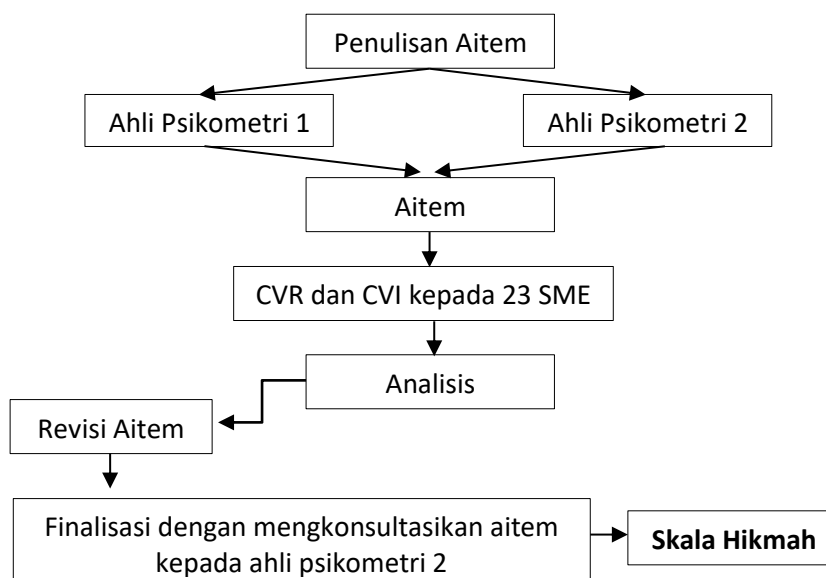 Penulisan Aitem
Ahli Psikometri 1
Ahli Psikometri 2
Aitem
CVR dan CVI kepada 23 SME
Analisis
Revisi Aitem
Finalisasi dengan mengkonsultasikan aitem
kepada ahli psikometri 2
Skala Hikmah